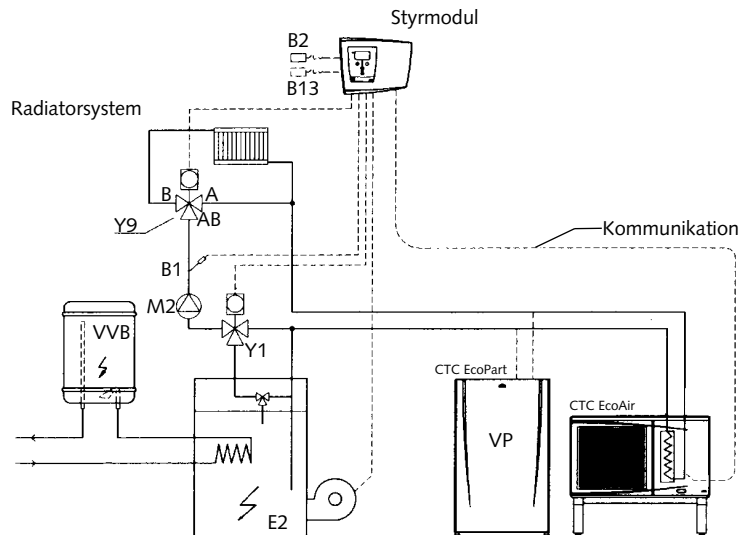 Styrmodul
B2
B13
Radiatorsystem
B
A
AB
Y9
Kommunikation
B1
M2
VVB
Y1
CTC EcoPart
CTC EcoAir
VP
E2